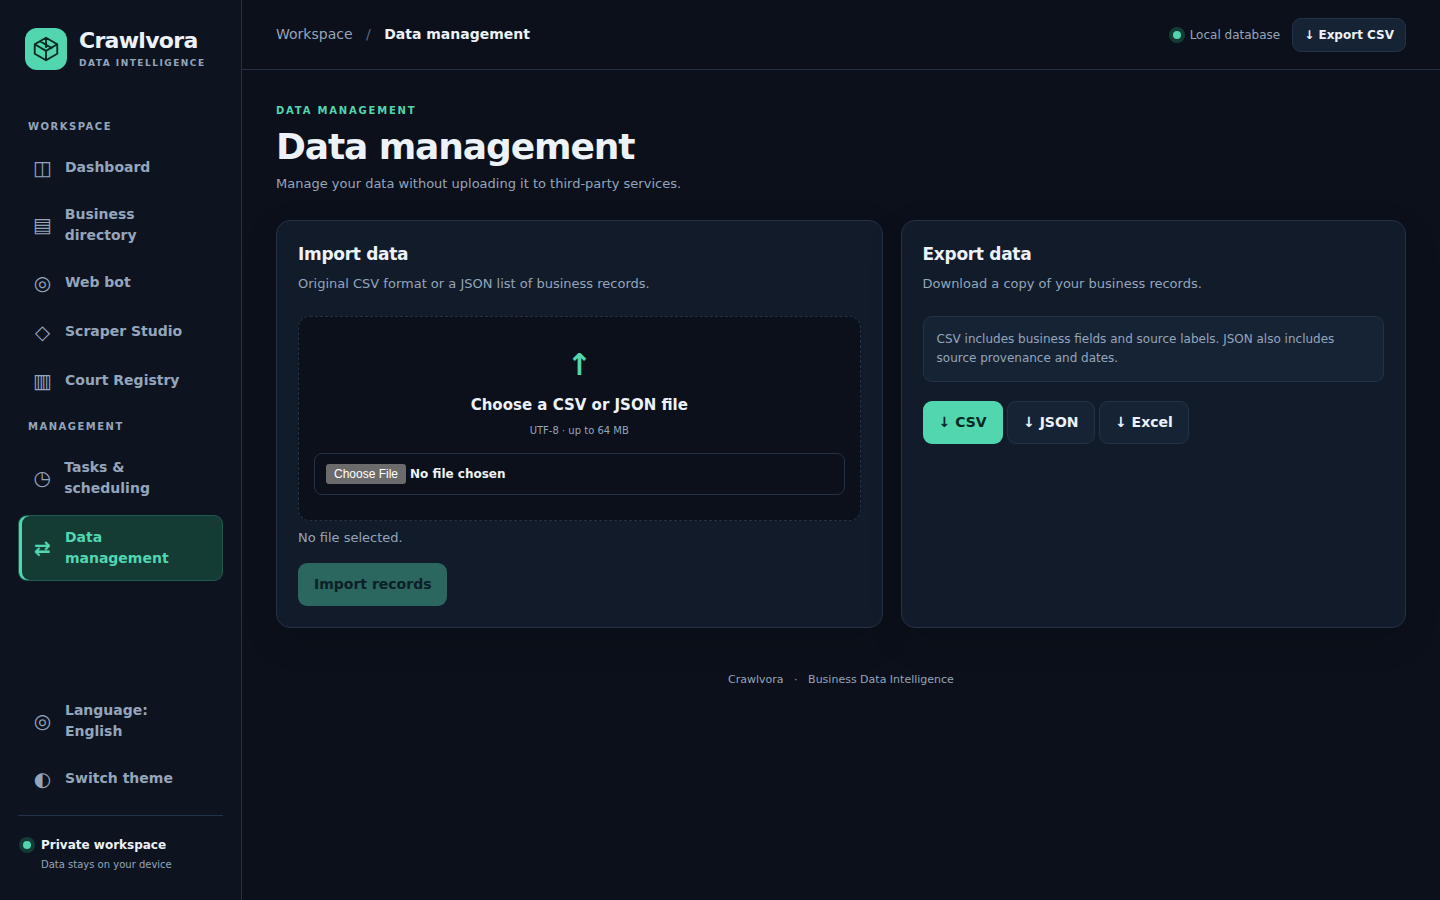 Crawlvora
DATA INTELLIGENCE
WORKSPACE
Dashboard
Business
directory
Web bot
Scraper Studio
Court Registry
MANAGEMENT
Tasks &
scheduling
Data
management
Language:
English
Switch theme
Private workspace
Data stays on your device
Workspace / Data management
Local database
↓ Export CSV
DATA MANAGEMENT
Data management
Manage your data without uploading it to third-party services.
Import data
Original CSV format or a JSON list of business records.
↑
Choose a CSV or JSON file
UTF-8 · up to 64 MB
Choose File No file chosen
No file selected.
Import records
Export data
Download a copy of your business records.
CSV includes business fields and source labels. JSON also includes
source provenance and dates.
↓ CSV ↓ JSON ↓ Excel
Crawlvora · Business Data Intelligence